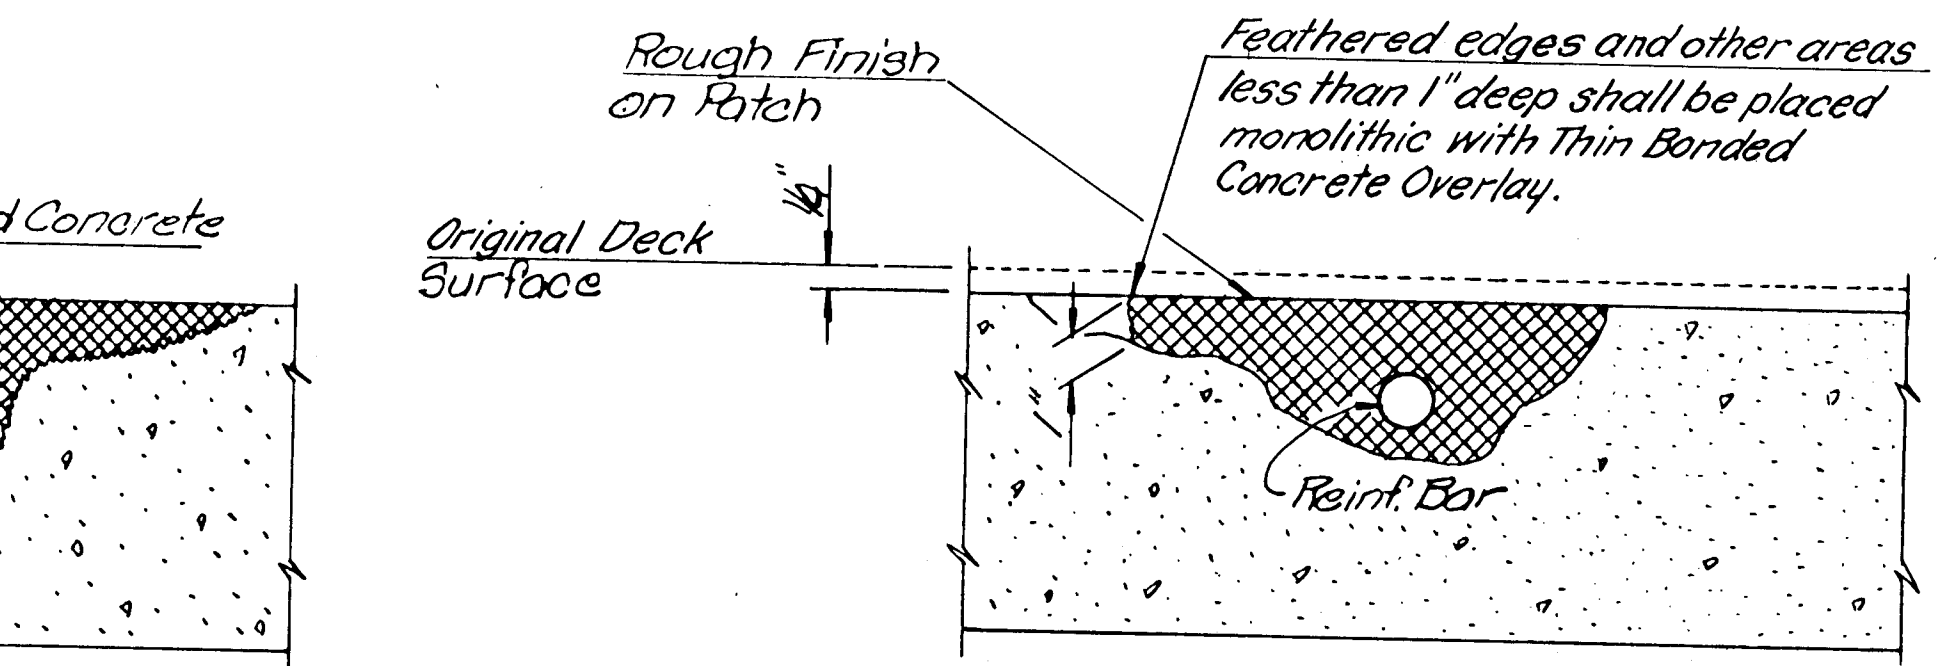 Rough Finish
on Patch
Feathered edges and other areas
less than 1" deep shall be placed
monolithic with Thin Bonded
Concrete Overlay.
Concrete
Original Deck
Surface
1"
Reinf. Bar